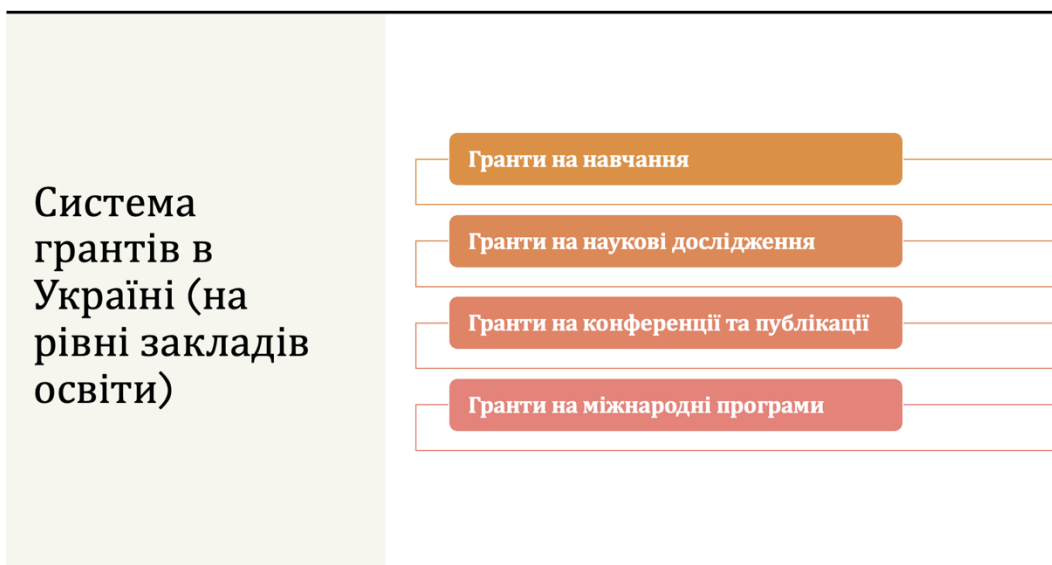 Система
грантів в
Україні (на
рівні закладів
освіти)
Гранти на навчання
Гранти на наукові дослідження
Гранти на конференції та публікації
Гранти на міжнародні програми